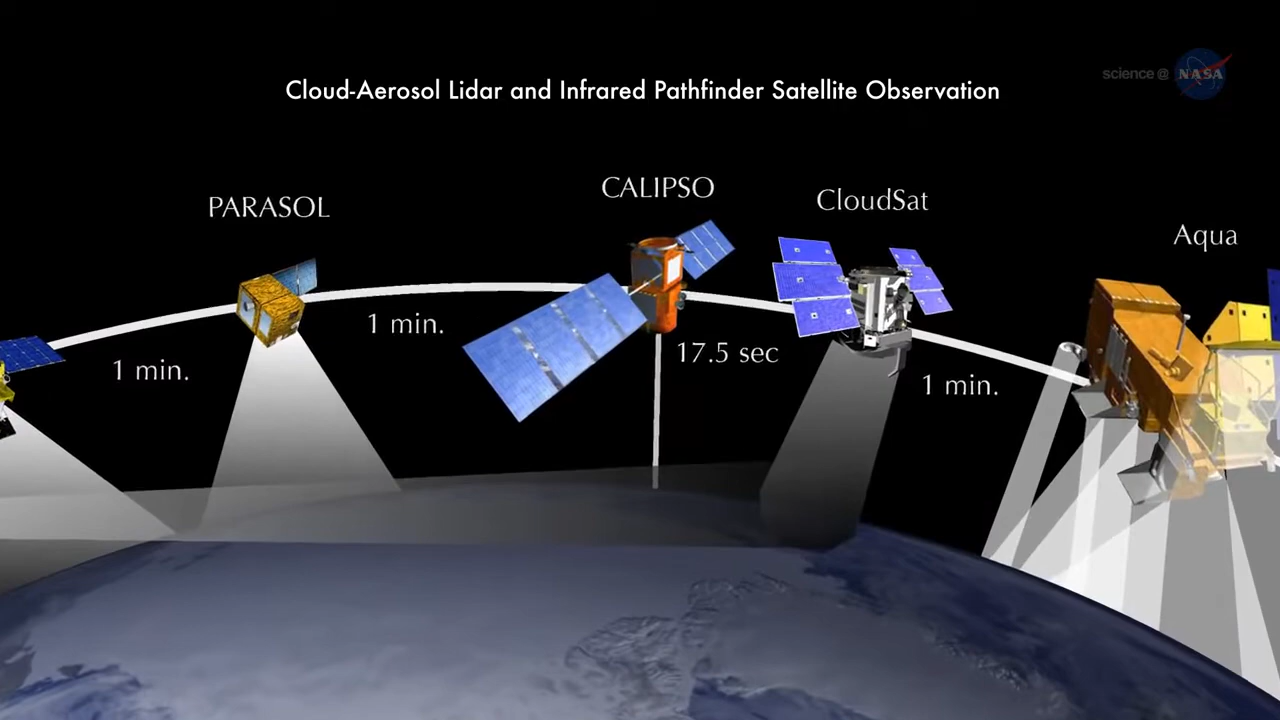 Cloud-Aerosol Lidar and Infrared Pathfinder Satellite Observation
science @ NASA
PARASOL
CALIPSO
CloudSat
Aqua
1 min.
1 min.
17.5 sec
1 min.